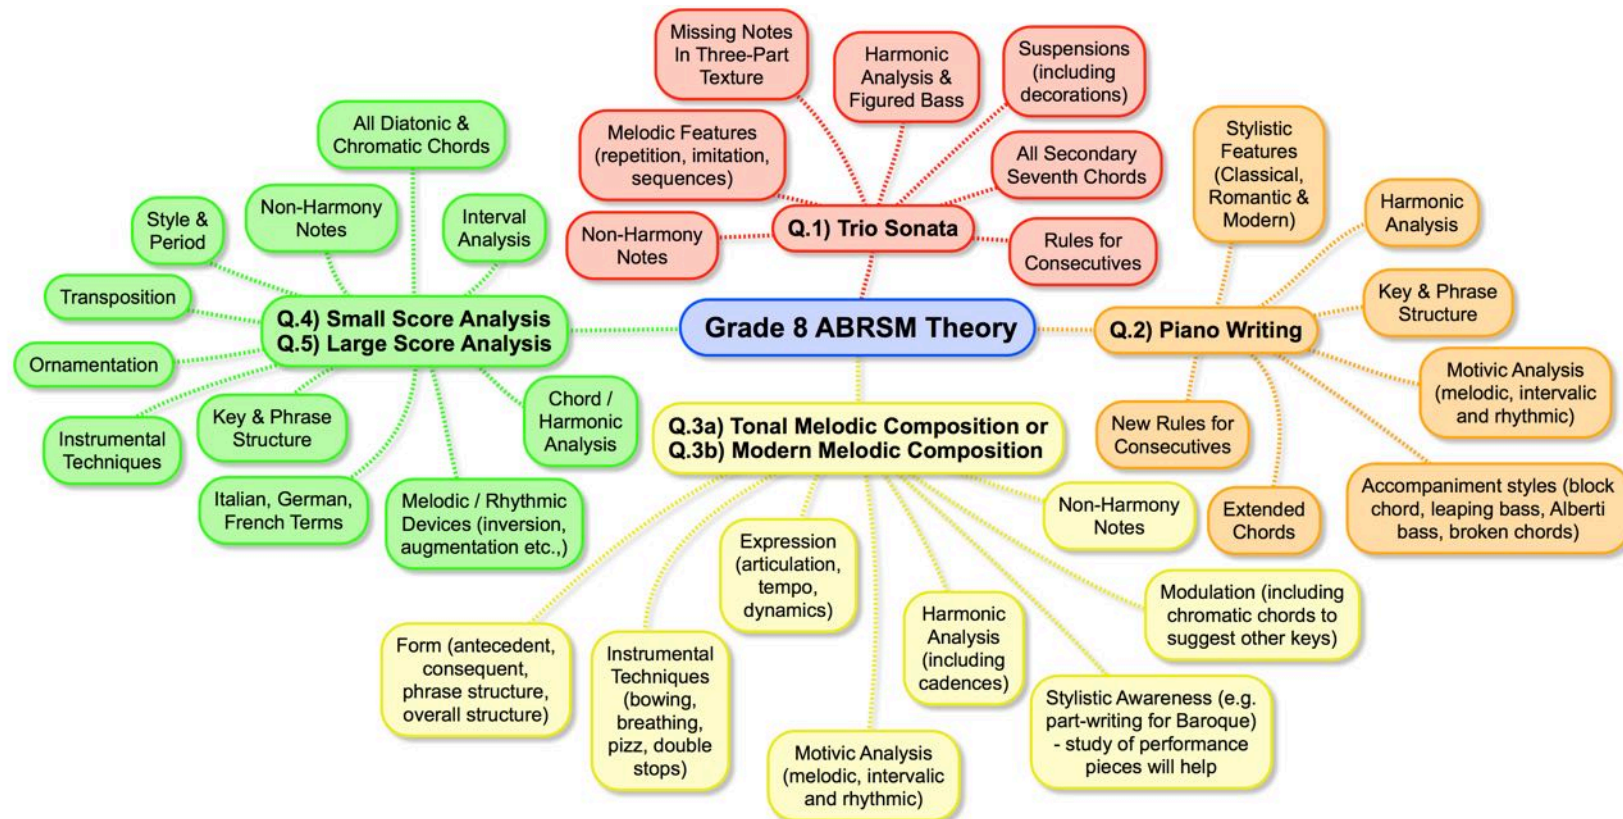 Grade 8 ABRSM Theory
Q.1) Trio Sonata
Missing Notes
In Three-Part
Texture
Harmonic
Analysis &
Figured Bass
Suspensions
(including
decorations)
Melodic Features
(repetition, imitation,
sequences)
All Secondary
Seventh Chords
Non-Harmony
Notes
Rules for
Consecutives
Q.2) Piano Writing
Stylistic
Features
(Classical,
Romantic &
Modern)
Harmonic
Analysis
Key & Phrase
Structure
Motivic Analysis
(melodic, intervalic
and rhythmic)
Accompaniment styles (block
chord, leaping bass, Alberti
bass, broken chords)
Extended
Chords
New Rules for
Consecutives
Q.3a) Tonal Melodic Composition or
Q.3b) Modern Melodic Composition
Non-Harmony
Notes
Modulation (including
chromatic chords to
suggest other keys)
Stylistic Awareness (e.g.
part-writing for Baroque)
- study of performance
pieces will help
Harmonic
Analysis
(including
cadences)
Motivic Analysis
(melodic, intervalic
and rhythmic)
Expression
(articulation,
tempo,
dynamics)
Instrumental
Techniques
(bowing,
breathing,
pizz, double
stops)
Form (antecedent,
consequent,
phrase structure,
overall structure)
Q.4) Small Score Analysis
Q.5) Large Score Analysis
All Diatonic &
Chromatic Chords
Non-Harmony
Notes
Interval
Analysis
Style &
Period
Transposition
Ornamentation
Instrumental
Techniques
Key & Phrase
Structure
Italian, German,
French Terms
Melodic / Rhythmic
Devices (inversion,
augmentation etc.,)
Chord /
Harmonic
Analysis